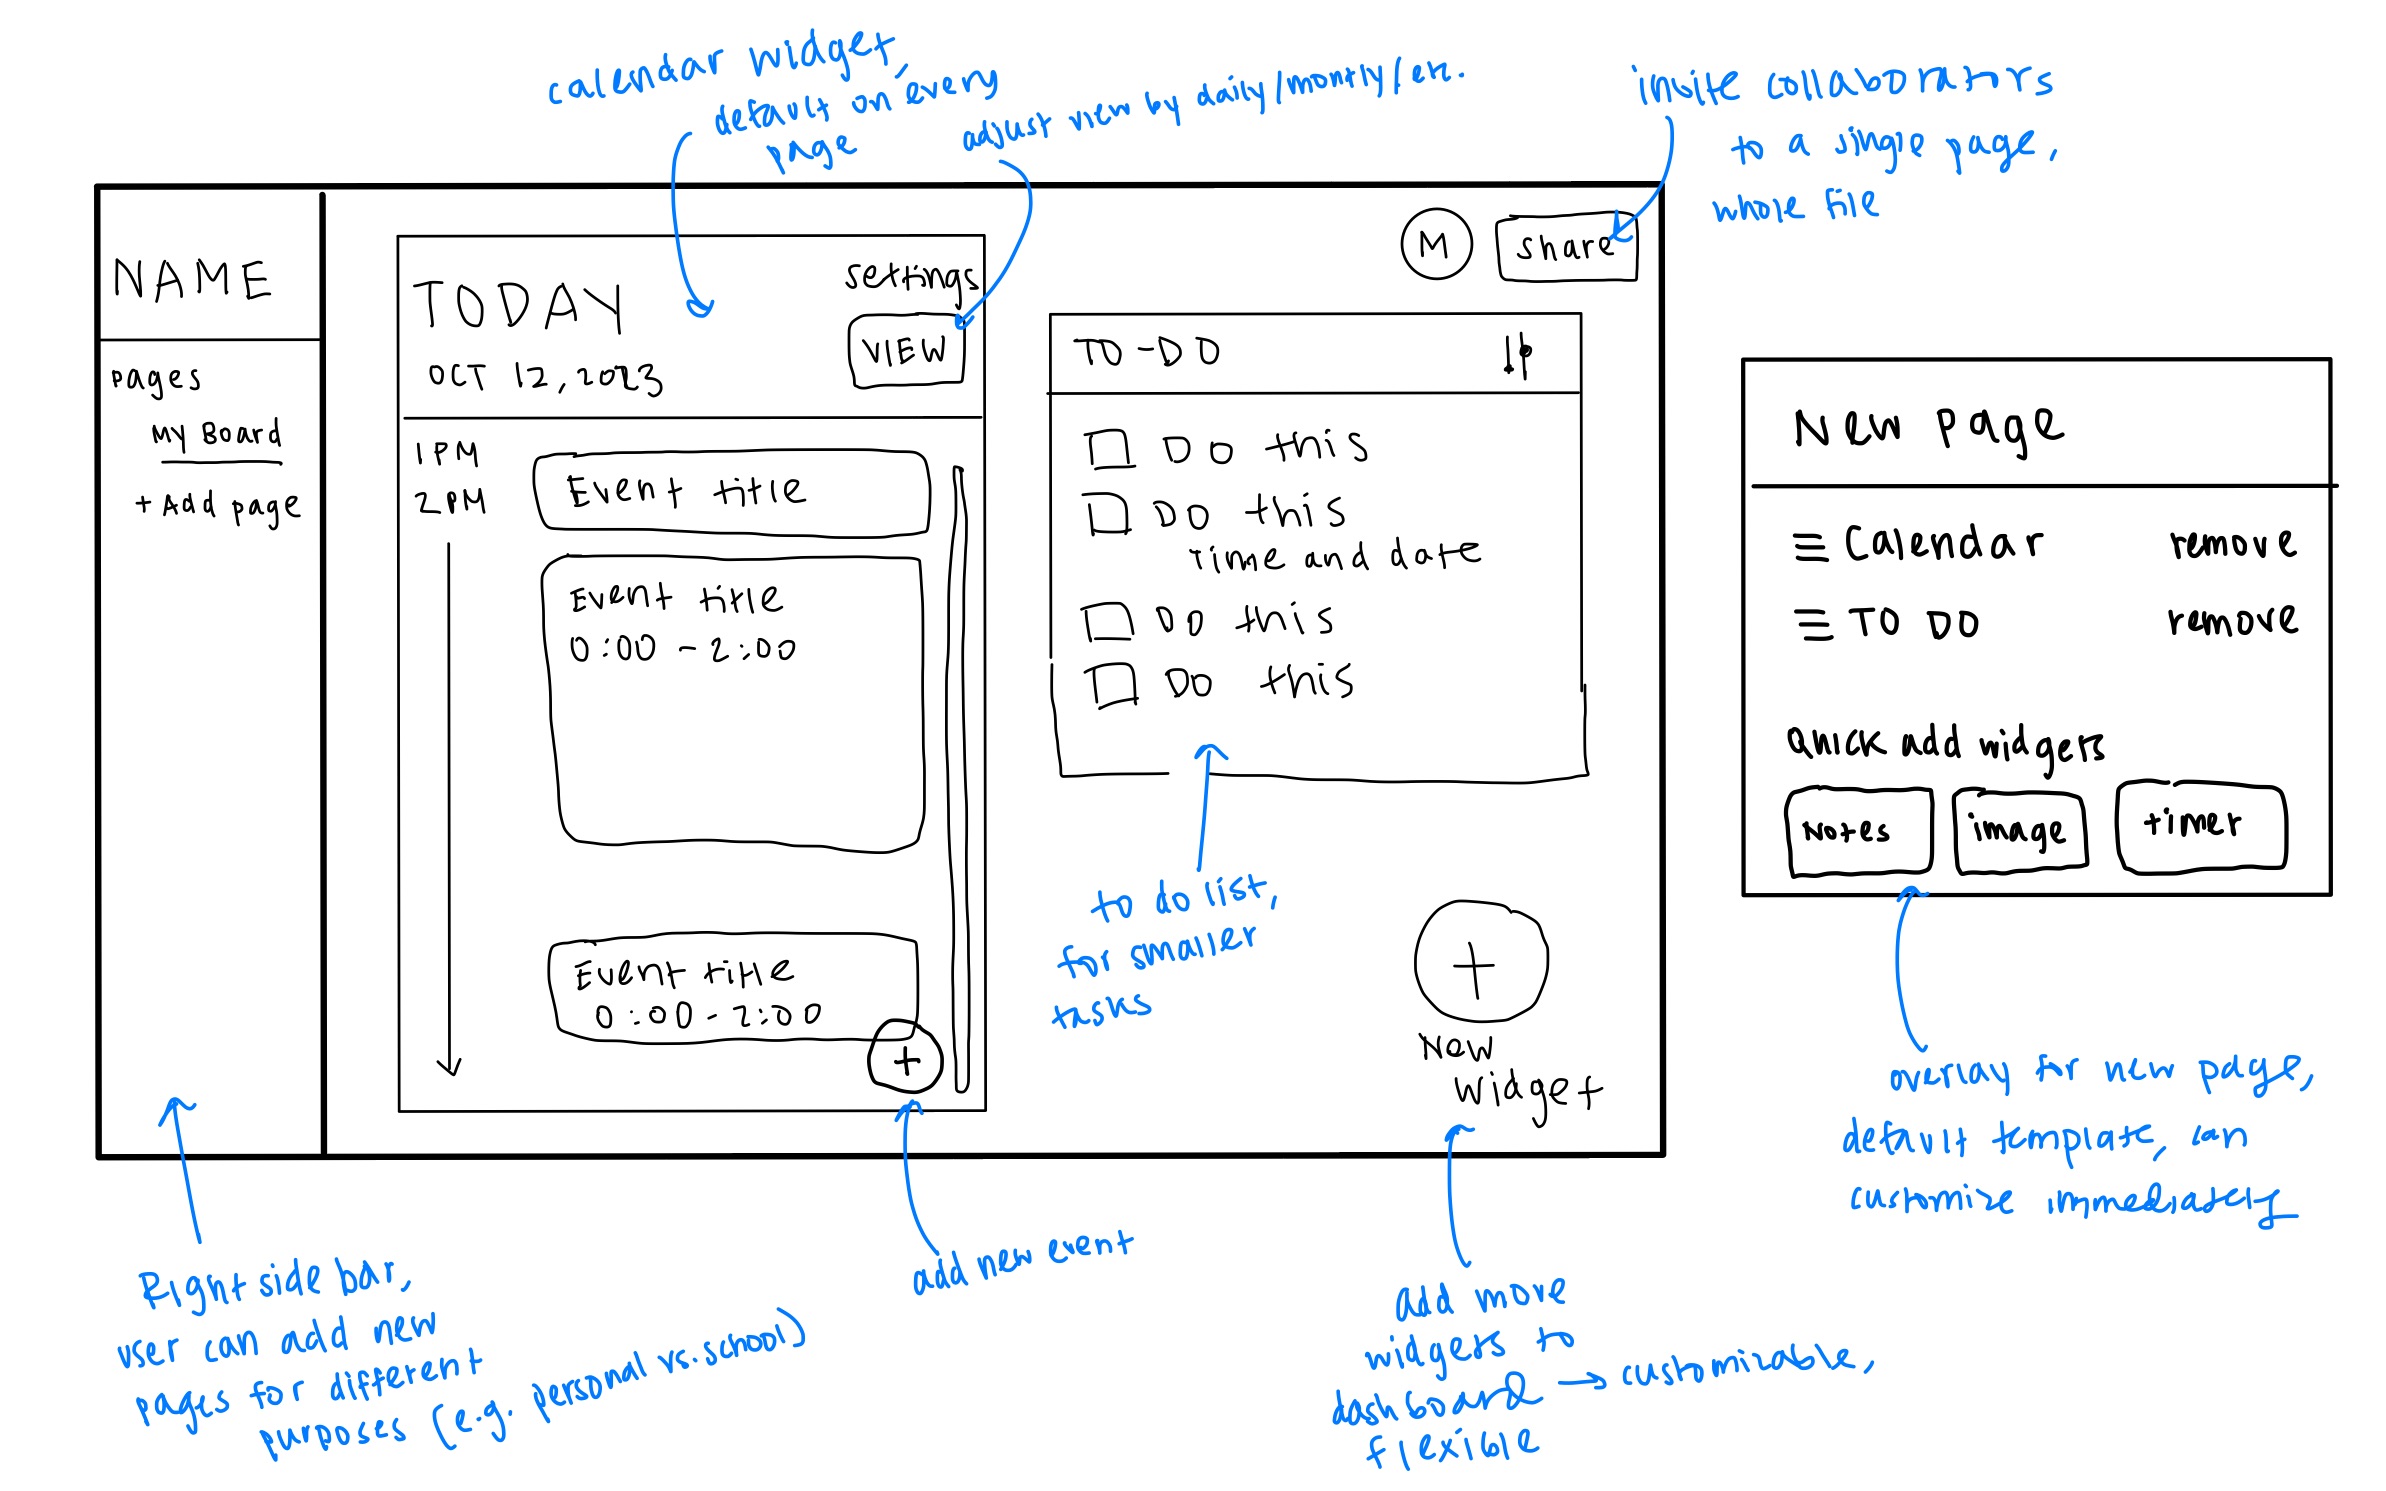 calendar widget,
default on every
page
adjust view by daily/montly/etc.
invite collaborators
to a single page,
whole file
NAME
pages
My Board
+ Add page
TODAY
OCT 12, 2023
settings
VIEW
1 PM
2 PM
Event title
Event title
0:00 - 2:00
Event title
0:00 - 2:00
+
M
share
TO-DO
DO this
DO this
time and date
DO this
DO this
+
New
widget
New page
Calendar remove
TO DO remove
Quick add widgets
Notes image timer
to do list,
for smaller
tasks
overlay for new page,
default template, can
customize immediately
Right side bar,
user can add new
pages for different
purposes (e.g. personal vs. school)
add new event
add more
widgets to
dashboard → customizable,
flexible